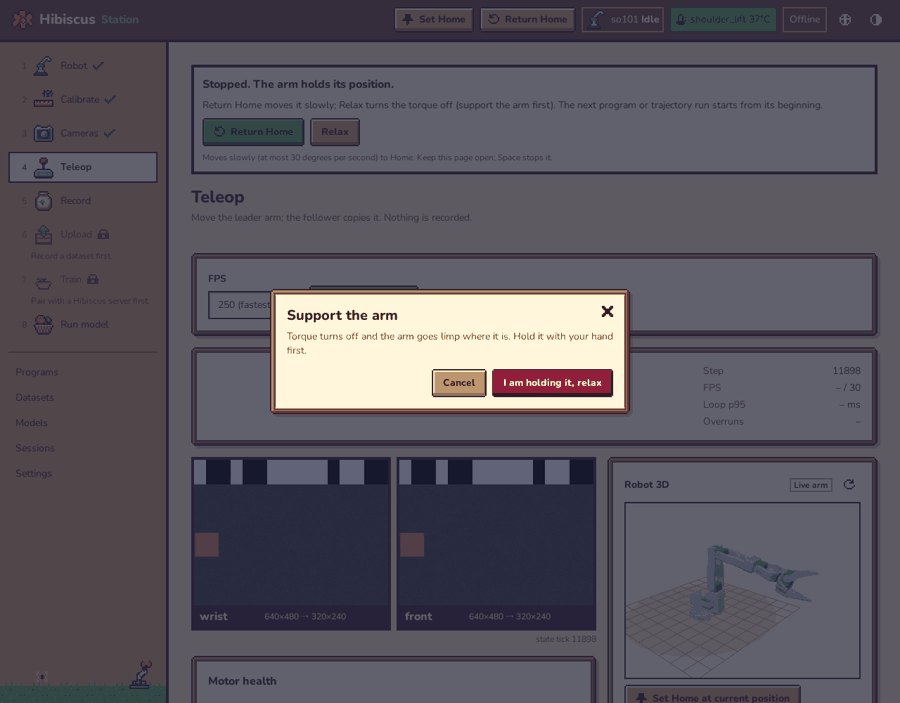 Hibiscus Station
Set Home
Return Home
so101 Idle
shoulder_lift 37°C
Offline
1 Robot
2 Calibrate
3 Cameras
4 Teleop
5 Record
6 Upload
Record a dataset first
7 Train
Pair with a Hibiscus server first
8 Run model
Programs
Datasets
Models
Sessions
Settings
Stopped. The arm holds its position.
Return Home moves it slowly; Relax turns the torque off (support the arm first). The next program or trajectory run starts from its beginning.
Return Home
Relax
Moves slowly (at most 30 degrees per second) to Home. Keep this page open; Space stops it.
Teleop
Move the leader arm; the follower copies it. Nothing is recorded.
FPS
250 (fastest
Support the arm
Torque turns off and the arm goes limp where it is. Hold it with your hand
first.
Cancel
I am holding it, relax
Step 11898
FPS – / 30
Loop p95 – ms
Overruns –
wrist 640×480 → 320×240
front 640×480 → 320×240
state tick 11898
Robot 3D
Live arm
Set Home at current position
Motor health